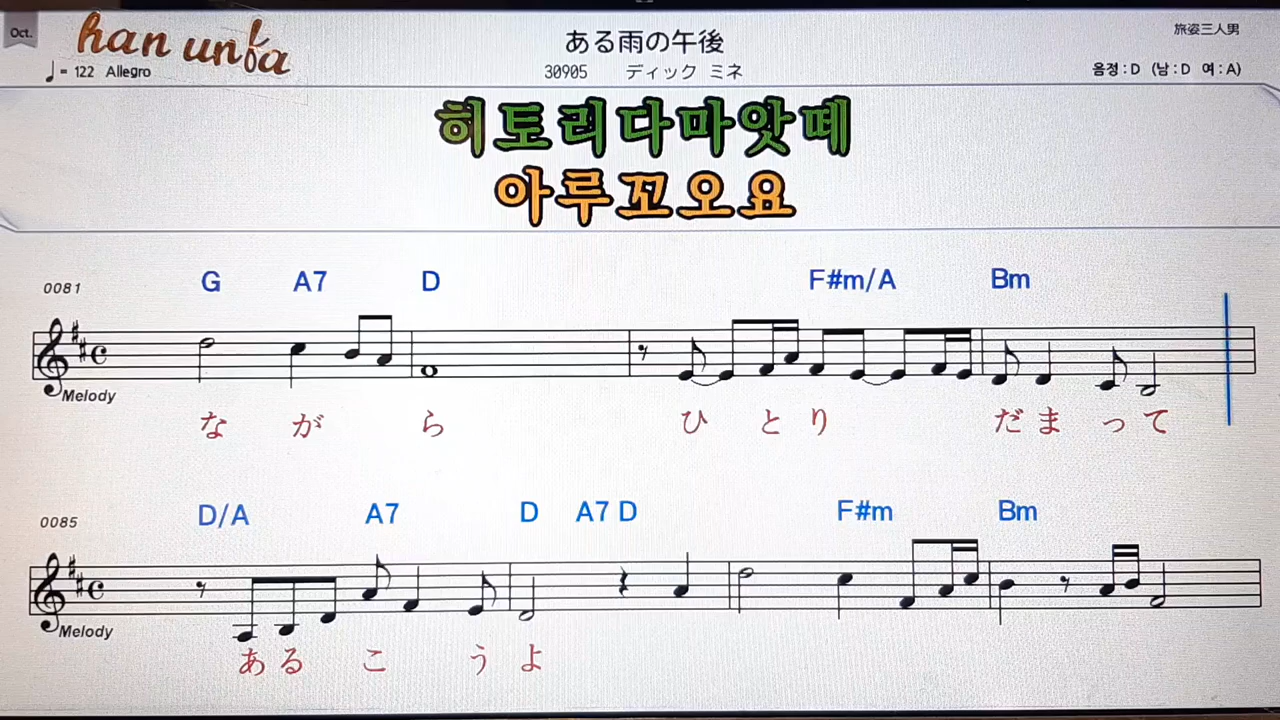 Oct.
han unfa
ある雨の午後
旅姿三人男
♩= 122 Allegro
30905 ディック ミネ
음정:D (남:D 여:A)
히토리다마앗떼
아루꼬오요
0081
G A7 D F#m/A Bm
Melody
な が ら ひ と り だ ま っ て
0085
D/A A7 D A7 D F#m Bm
Melody
あ る こ う よ